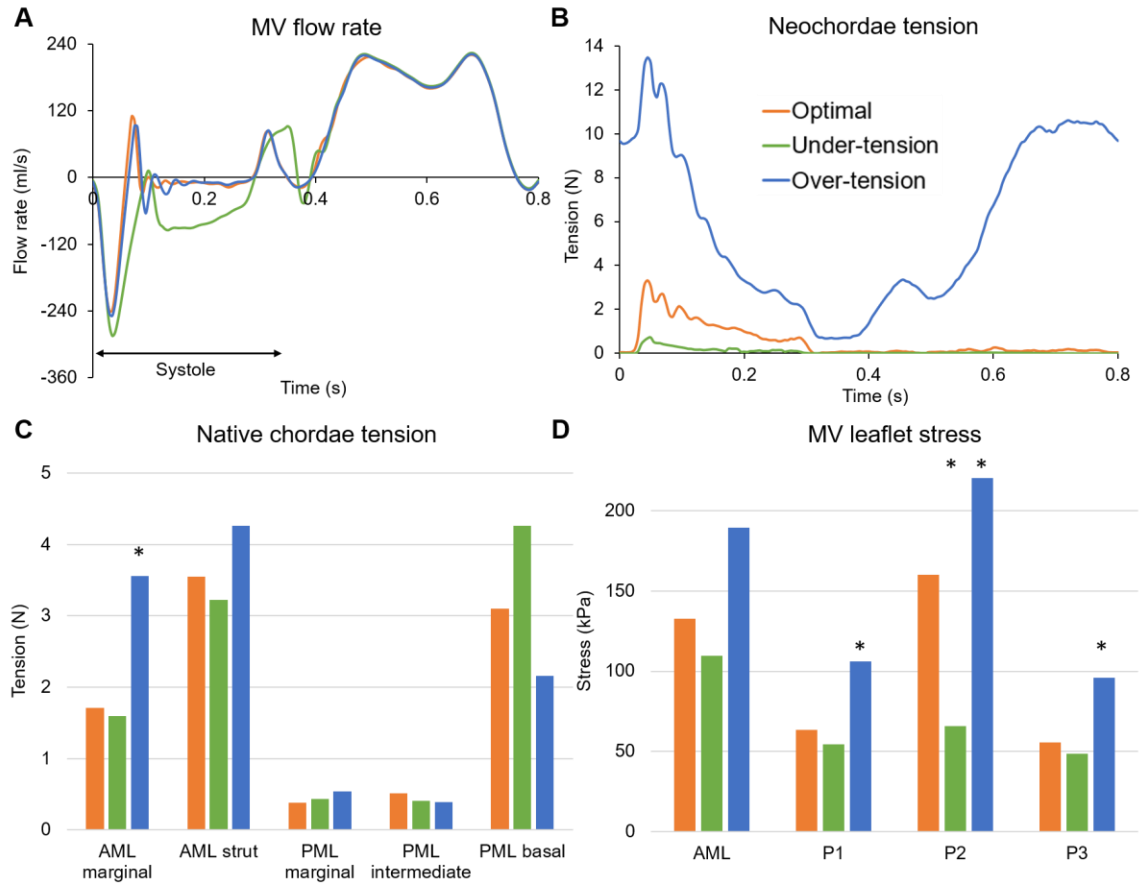 A
MV flow rate
240
120
0
-120
-240
-360
Flow rate (ml/s)
0
0.2
0.4
0.6
0.8
Systole
Time (s)
B
Neochordae tension
14
12
10
8
6
4
2
0
Tension (N)
Optimal
Under-tension
Over-tension
0
0.2
0.4
0.6
0.8
Time (s)
C
Native chordae tension
5
4
3
2
1
0
Tension (N)
*
AML
marginal
AML strut
PML
marginal
PML
intermediate
PML basal
D
MV leaflet stress
200
150
100
50
0
Stress (kPa)
*
* *
*
AML
P1
P2
P3